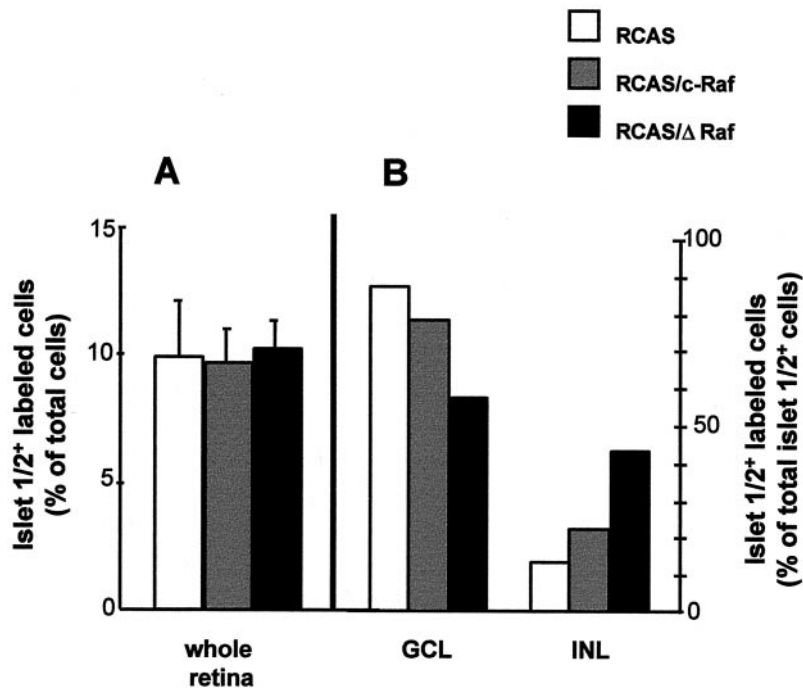 RCAS
RCAS/c-Raf
RCAS/Δ Raf
A
B
Islet 1/2+ labeled cells
(% of total cells)
15
10
5
0
100
50
0
Islet 1/2+ labeled cells
(% of total islet 1/2+ cells)
whole
retina
GCL
INL